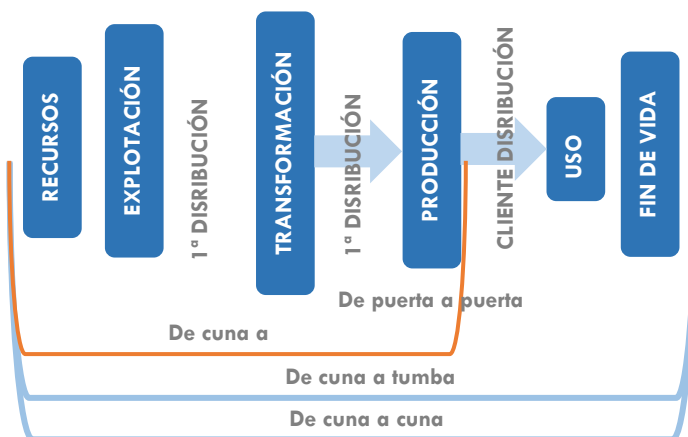 RECURSOS
EXPLOTACIÓN
1ª DISRIBUCIÓN
TRANSFORMACIÓN
1ª DISRIBUCIÓN
PRODUCCIÓN
CLIENTE DISRIBUCIÓN
USO
FIN DE VIDA
De puerta a puerta
De cuna a
De cuna a tumba
De cuna a cuna